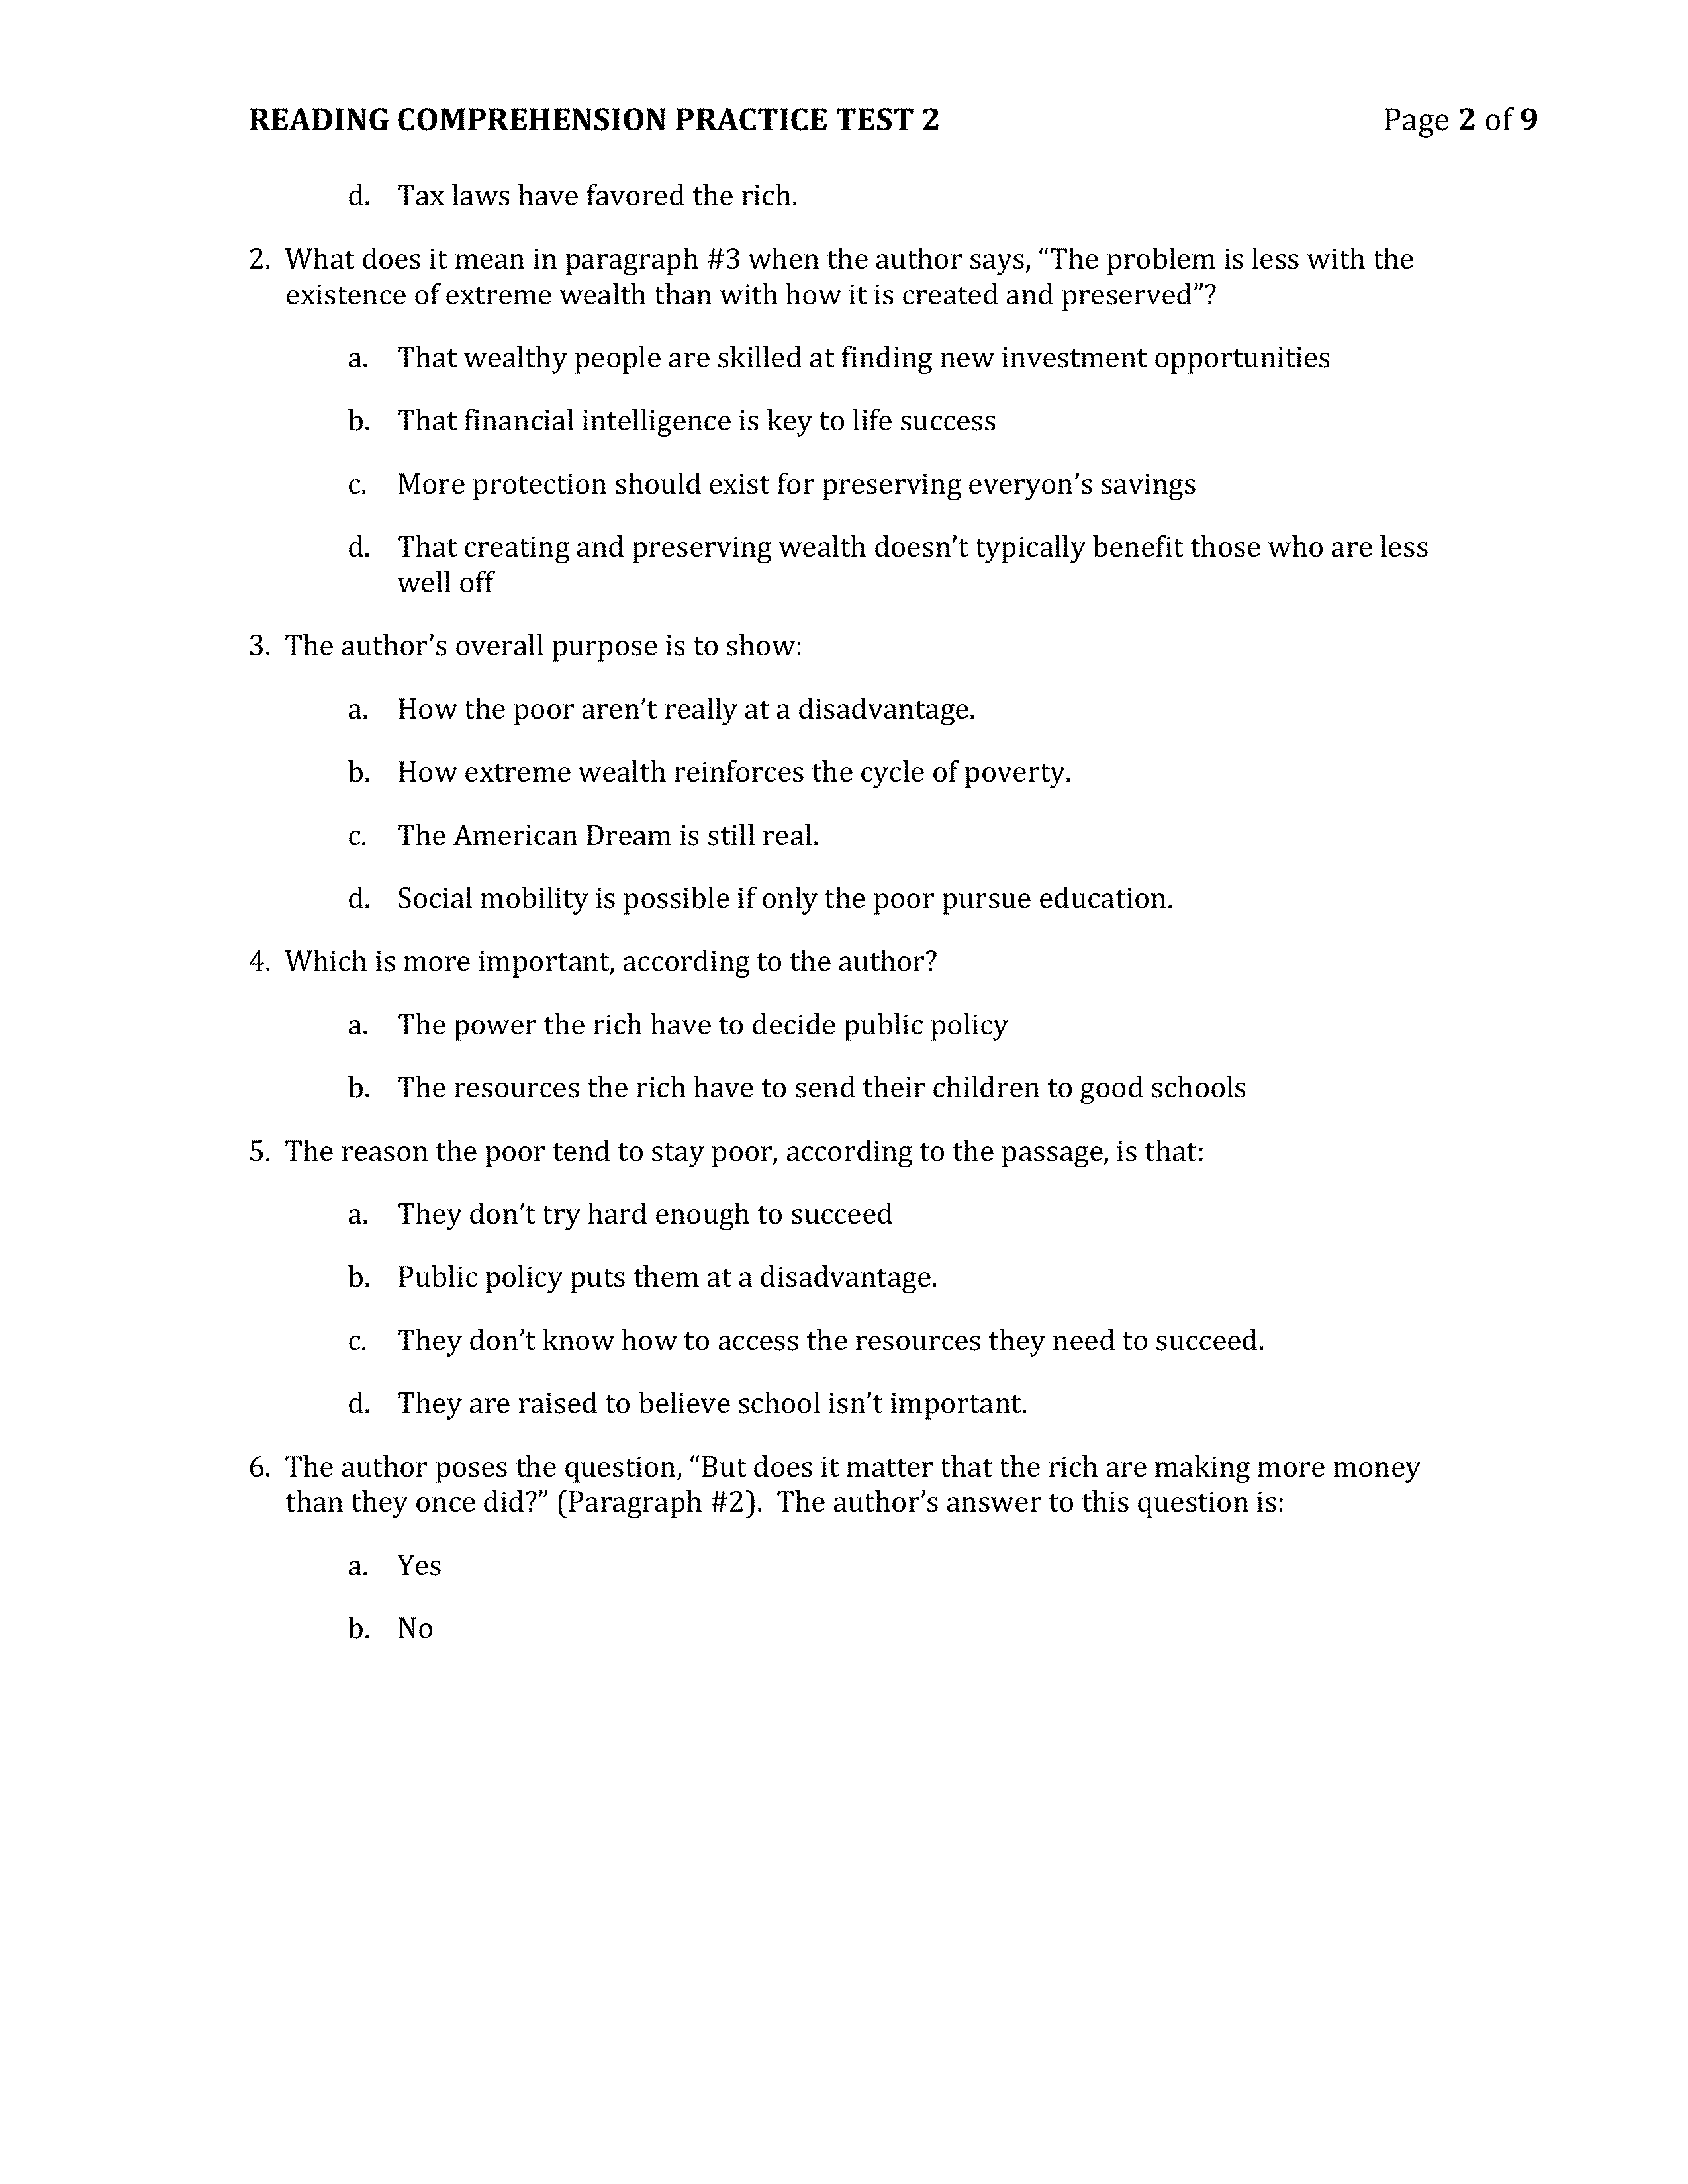 READING COMPREHENSION PRACTICE TEST 2 Page 2 of 9
d. Tax laws have favored the rich.
2. What does it mean in paragraph #3 when the author says, “The problem is less with the
existence of extreme wealth than with how it is created and preserved”?
a. That wealthy people are skilled at finding new investment opportunities
b. That financial intelligence is key to life success
c. More protection should exist for preserving everyon’s savings
d. That creating and preserving wealth doesn’t typically benefit those who are less
well off
3. The author’s overall purpose is to show:
a. How the poor aren’t really at a disadvantage.
b. How extreme wealth reinforces the cycle of poverty.
c. The American Dream is still real.
d. Social mobility is possible if only the poor pursue education.
4. Which is more important, according to the author?
a. The power the rich have to decide public policy
b. The resources the rich have to send their children to good schools
5. The reason the poor tend to stay poor, according to the passage, is that:
a. They don’t try hard enough to succeed
b. Public policy puts them at a disadvantage.
c. They don’t know how to access the resources they need to succeed.
d. They are raised to believe school isn’t important.
6. The author poses the question, “But does it matter that the rich are making more money
than they once did?” (Paragraph #2).  The author’s answer to this question is:
a. Yes
b. No